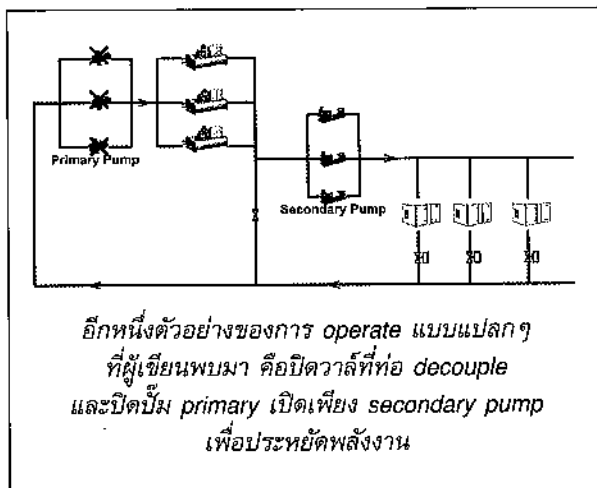 Primary Pump
Secondary Pump
อีกหนึ่งตัวอย่างของการ operate แบบแปลกๆ
ที่ผู้เขียนพบมา คือปิดวาล์ที่ท่อ decouple
และปิดปั๊ม primary เปิดเพียง secondary pump
เพื่อประหยัดพลังงาน